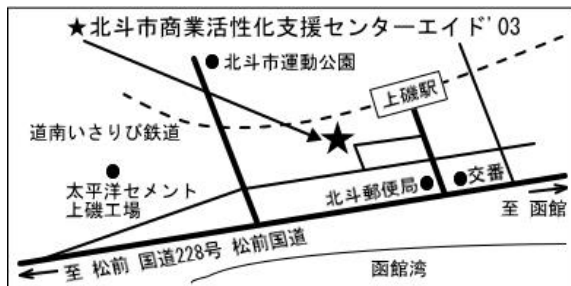 ★北斗市商業活性化支援センターエイド'03
北斗市運動公園
上磯駅
道南いさりび鉄道
太平洋セメント
上磯工場
北斗郵便局
交番
至 函館
至 松前 国道228号 松前国道
函館湾